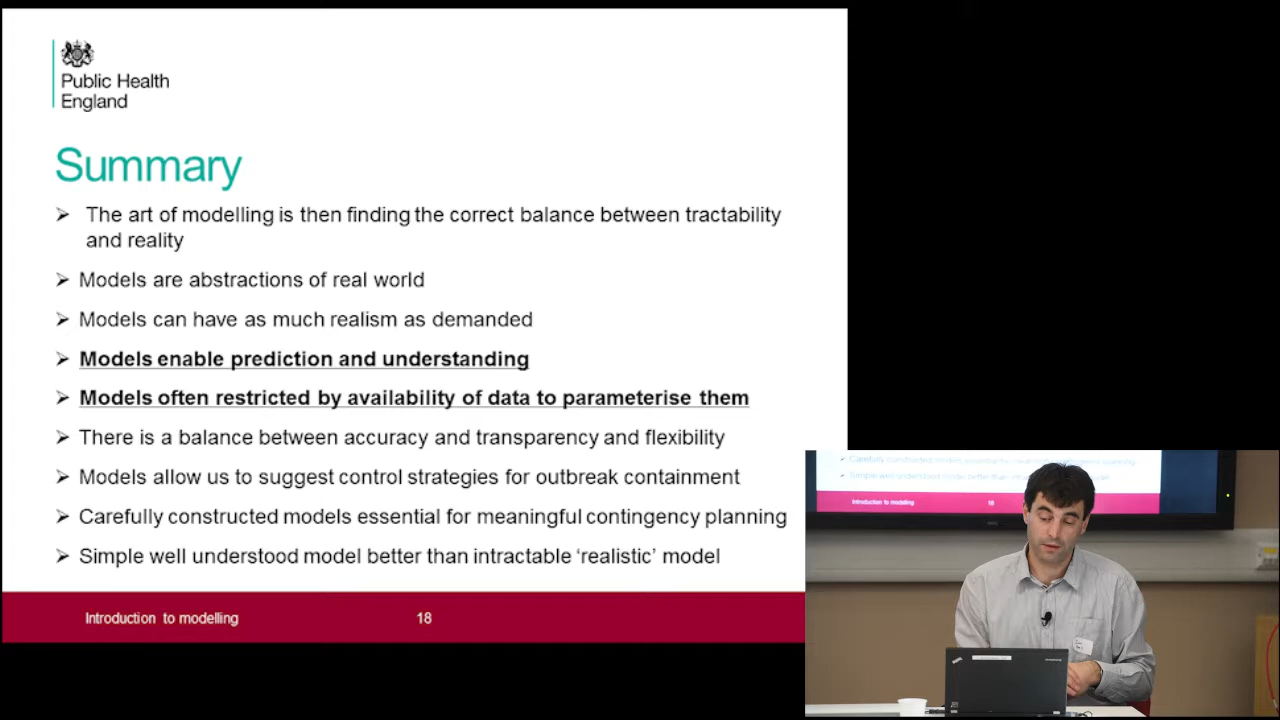 Public Health
England
Summary
➢ The art of modelling is then finding the correct balance between tractability
and reality
➢ Models are abstractions of real world
➢ Models can have as much realism as demanded
➢ Models enable prediction and understanding
➢ Models often restricted by availability of data to parameterise them
➢ There is a balance between accuracy and transparency and flexibility
➢ Models allow us to suggest control strategies for outbreak containment
➢ Carefully constructed models essential for meaningful contingency planning
➢ Simple well understood model better than intractable ‘realistic’ model
Introduction to modelling 18
Introduction to modelling 18